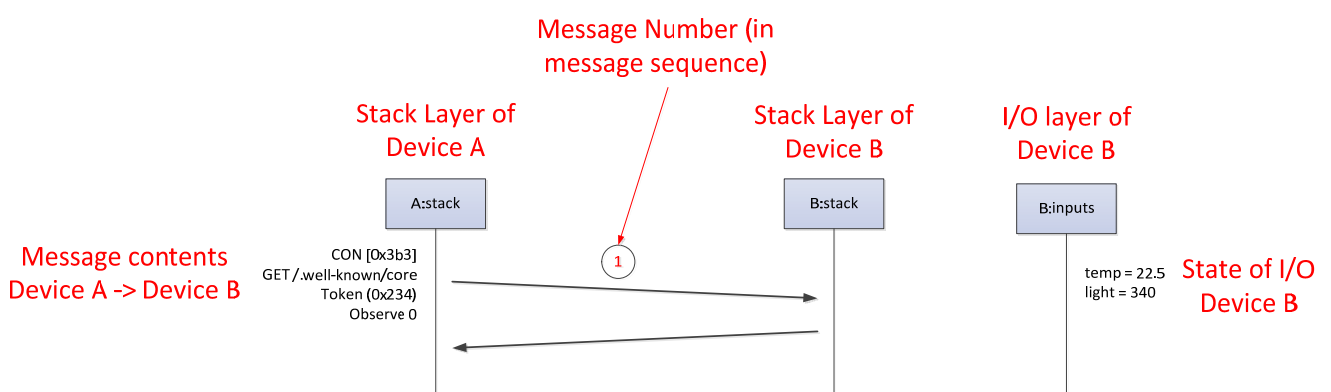 Message Number (in
message sequence)
Stack Layer of
Device A
Stack Layer of
Device B
I/O layer of
Device B
A:stack
B:stack
B:inputs
Message contents
Device A -> Device B
CON [0x3b3]
GET /.well-known/core
Token (0x234)
Observe 0
1
temp = 22.5
light = 340
State of I/O
Device B